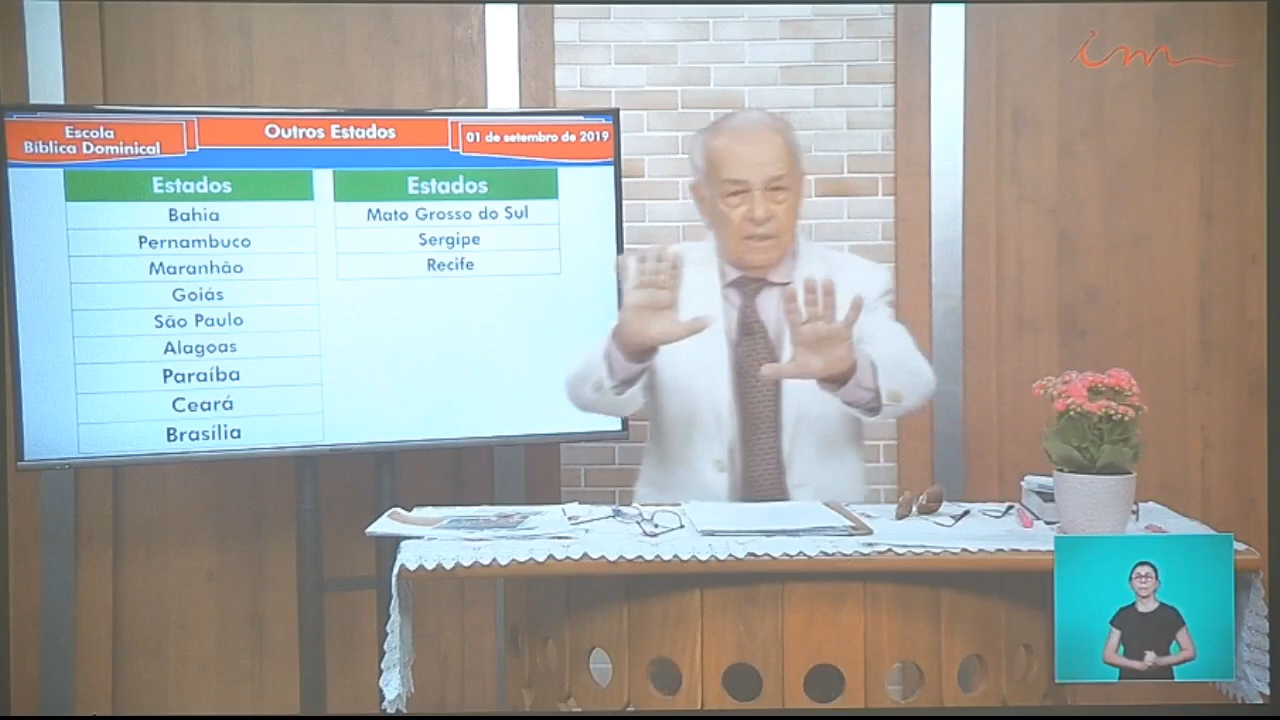 im
Escola
Bíblica Dominical
Outros Estados
01 de setembro de 2019
Estados
Bahia
Pernambuco
Maranhão
Goiás
São Paulo
Alagoas
Paraíba
Ceará
Brasília
Estados
Mato Grosso do Sul
Sergipe
Recife